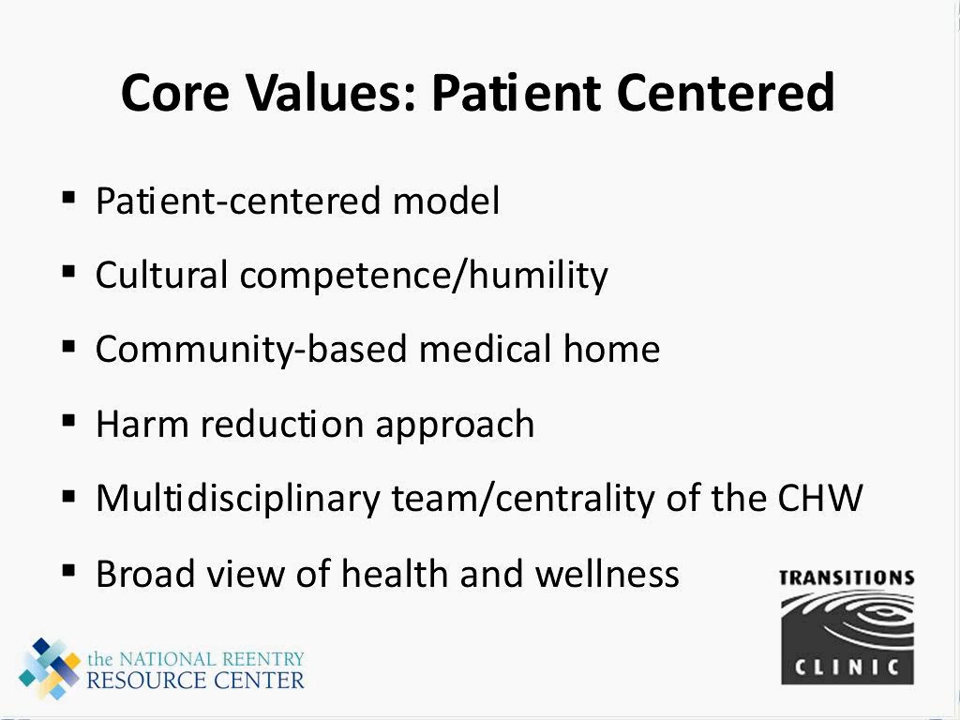 Core Values: Patient Centered
▪ Patient-centered model
▪ Cultural competence/humility
▪ Community-based medical home
▪ Harm reduction approach
▪ Multidisciplinary team/centrality of the CHW
▪ Broad view of health and wellness
TRANSITIONS
CLINIC
the NATIONAL REENTRY
RESOURCE CENTER